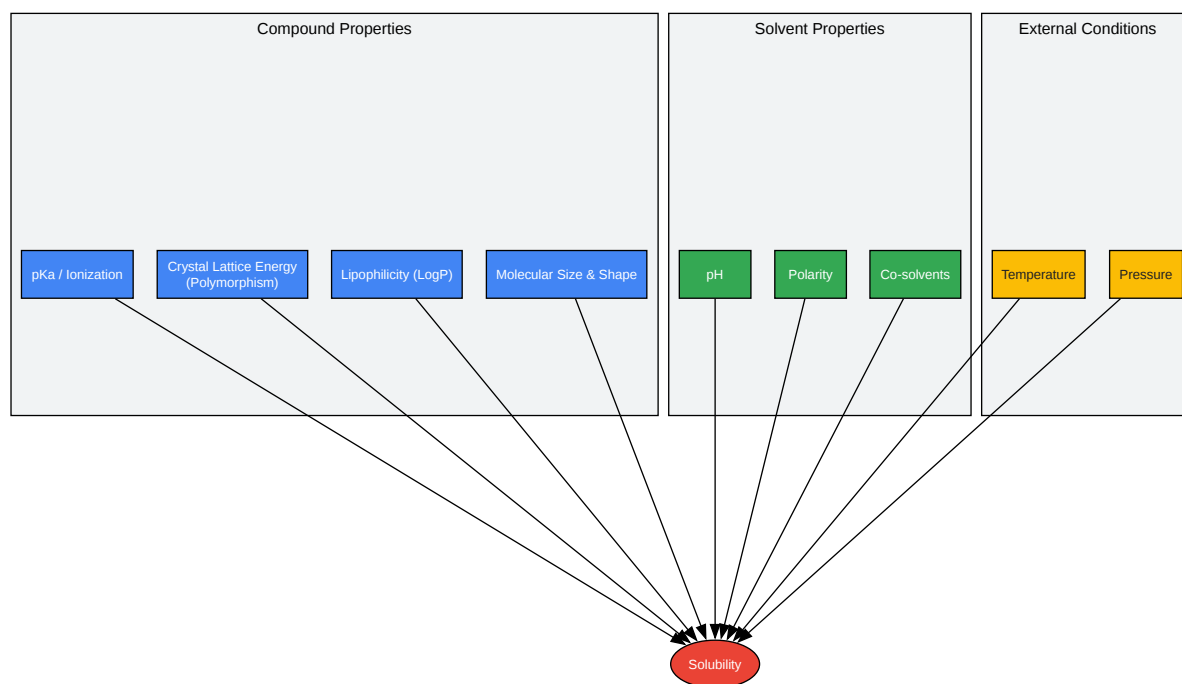 Compound Properties
Solvent Properties
External Conditions
pKa / Ionization
Crystal Lattice Energy
(Polymorphism)
Lipophilicity (LogP)
Molecular Size & Shape
pH
Polarity
Co-solvents
Temperature
Pressure
Solubility